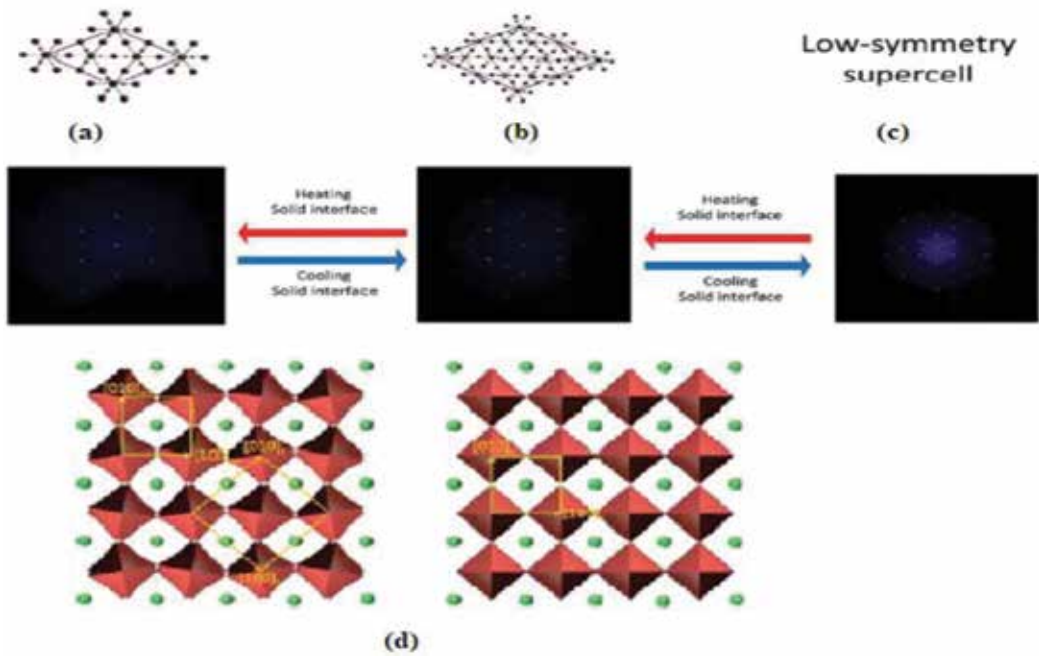 Low-symmetry
supercell
(a)
(b)
(c)
Heating
Solid interface
Cooling
Solid interface
Heating
Solid interface
Cooling
Solid interface
(d)